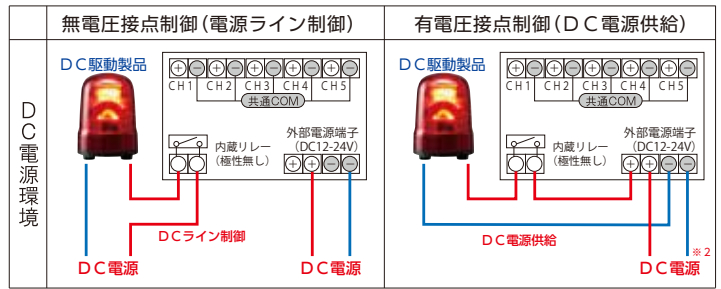 無電圧接点制御(電源ライン制御)
有電圧接点制御(DC電源供給)
DC電源環境
DC駆動製品
CH1 CH2 CH3 CH4 CH5
共通COM
内蔵リレー
(極性無し)
外部電源端子
(DC12-24V)
DCライン制御
DC電源
DC電源
DC駆動製品
CH1 CH2 CH3 CH4 CH5
共通COM
内蔵リレー
(極性無し)
外部電源端子
(DC12-24V)
DC電源供給
※2
DC電源